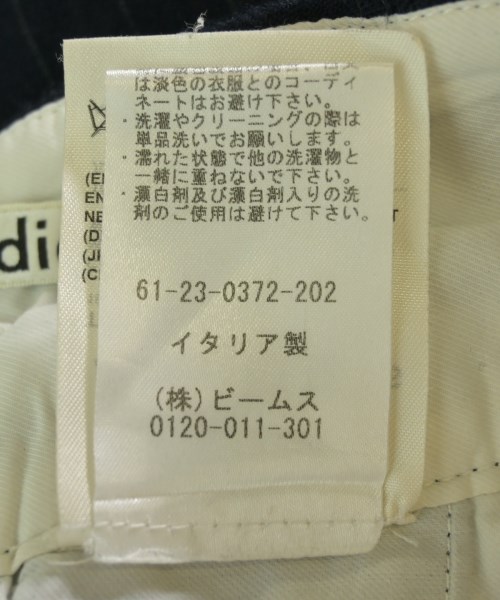 は淡色の衣服とのコーディ
ネートはお避け下さい。
・洗濯やクリーニングの際は
単品洗いでお願いします。
・濡れた状態で他の洗濯物と
一緒に重ねないで下さい。
・漂白剤及び漂白剤入りの洗
剤のご使用は避けて下さい。
61-23-0372-202
イタリア製
(株)ビームス
0120-011-301
(E
EN
NE
(D
(JI
(C
T
di